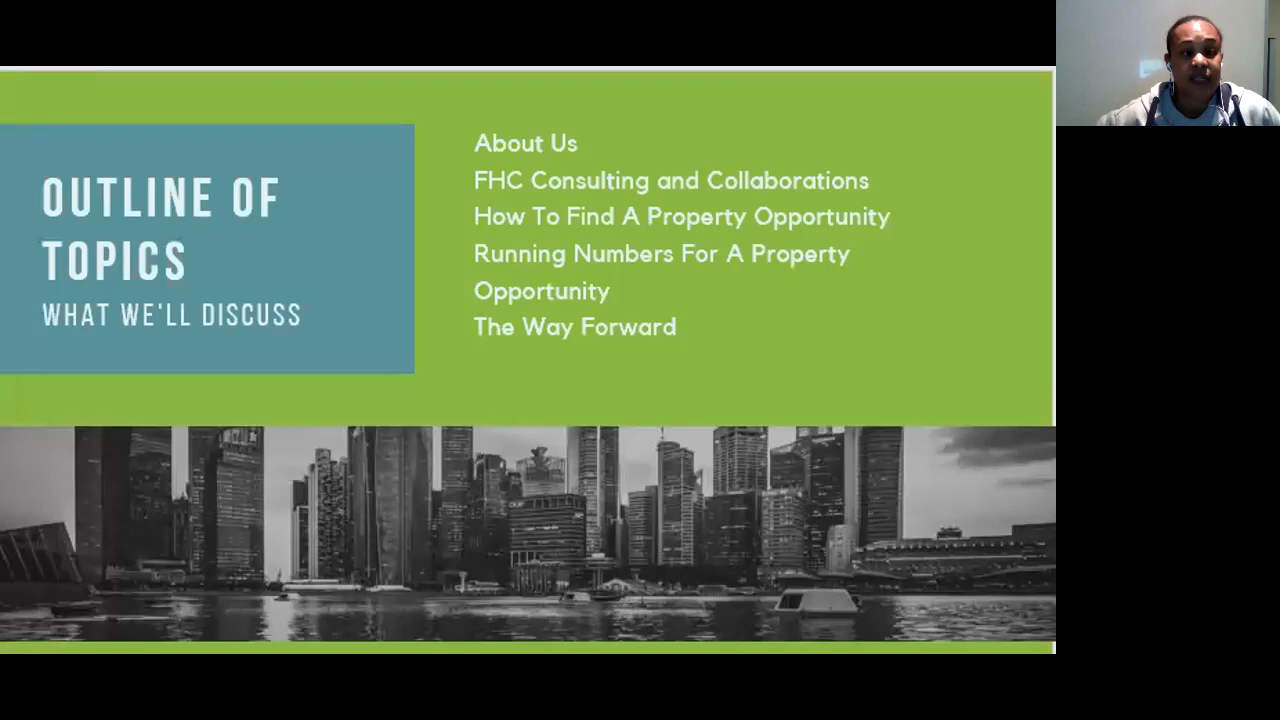 OUTLINE OF
TOPICS
WHAT WE'LL DISCUSS
About Us
FHC Consulting and Collaborations
How To Find A Property Opportunity
Running Numbers For A Property
Opportunity
The Way Forward